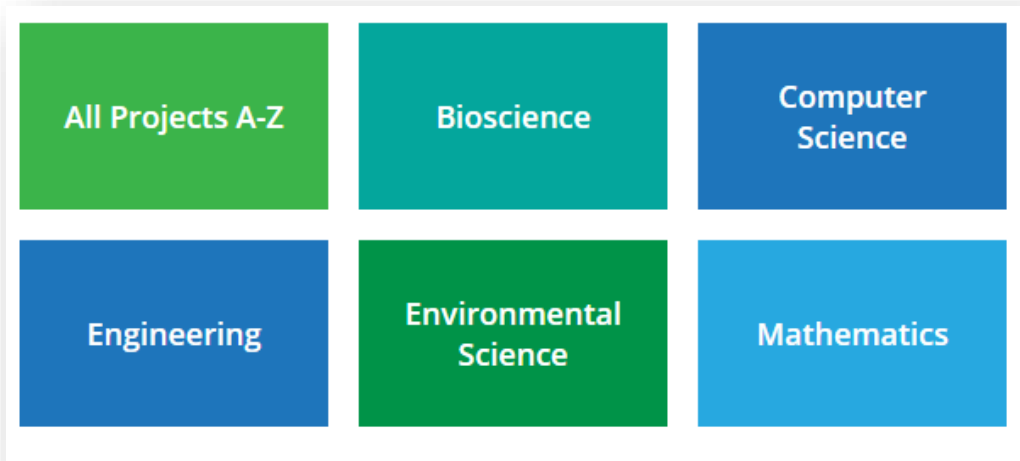 All Projects A-Z
Bioscience
Computer
Science
Engineering
Environmental
Science
Mathematics